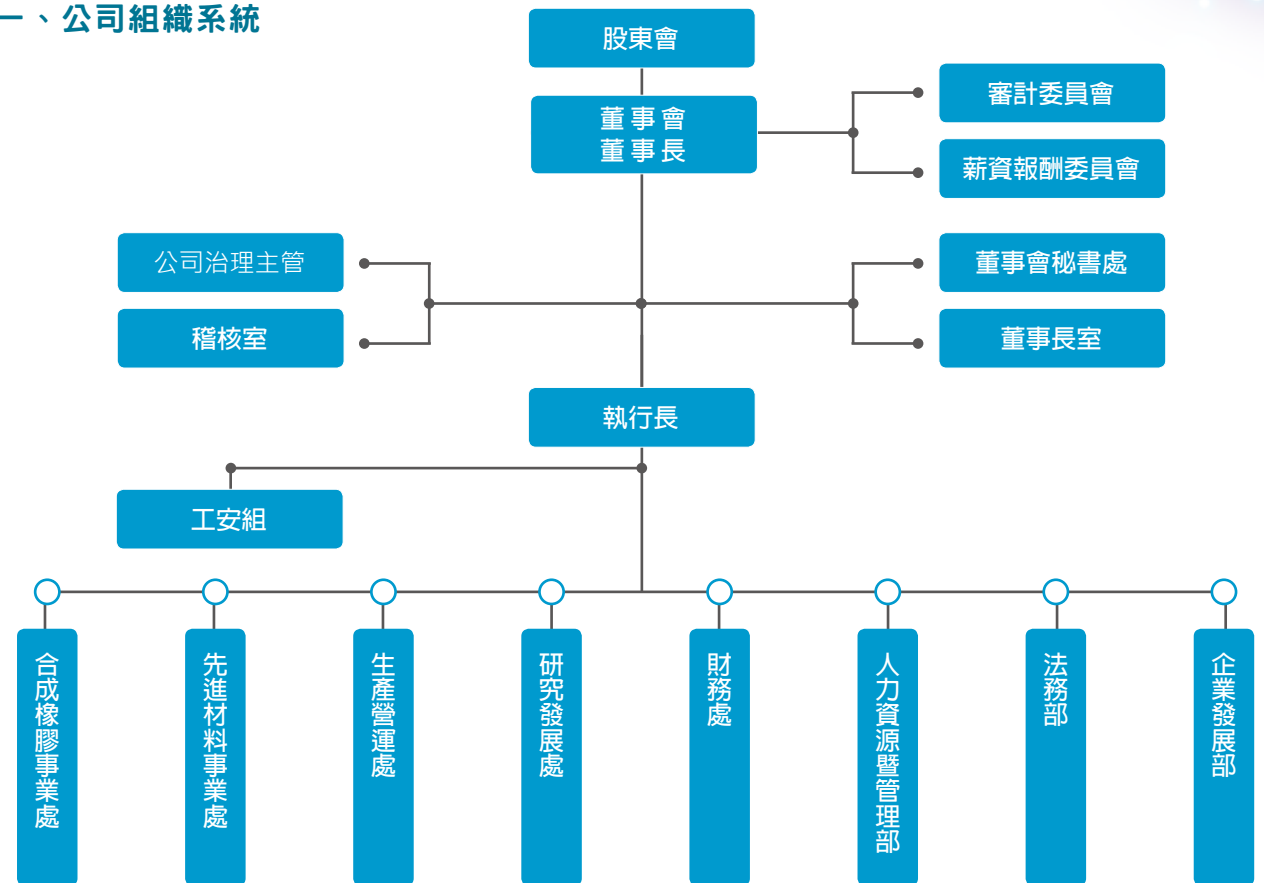 一、公司組織系統
股東會
董事會
董事長
審計委員會
薪資報酬委員會
公司治理主管
稽核室
董事會秘書處
董事長室
執行長
工安組
合成橡膠事業處
先進材料事業處
生產營運處
研究發展處
財務處
人力資源暨管理部
法務部
企業發展部